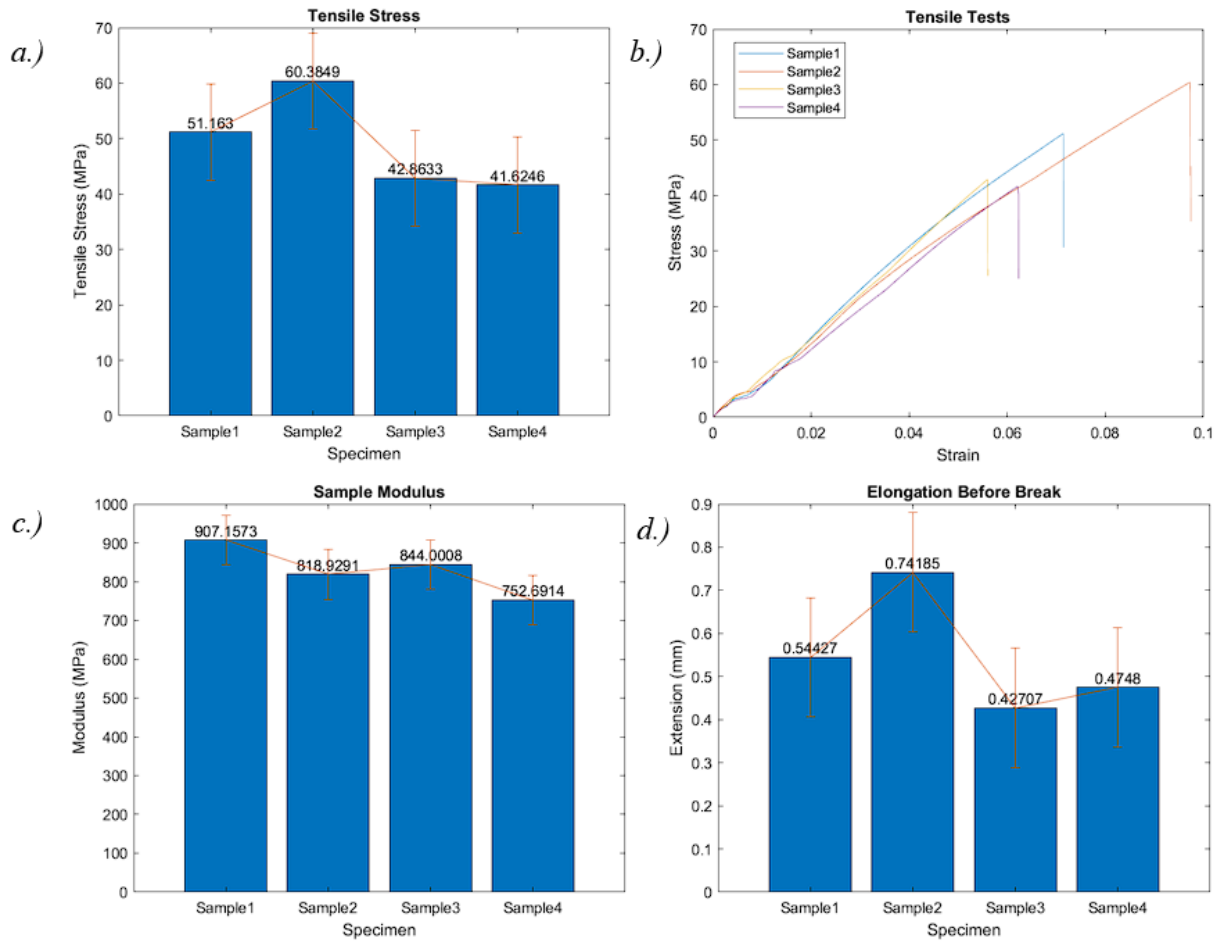 a.)
Tensile Stress
70
60
50
40
30
20
10
0
Tensile Stress (MPa)
51.163
60.3849
42.8633
41.6246
Sample1
Sample2
Sample3
Sample4
Specimen
b.)
Tensile Tests
70
60
50
40
30
20
10
0
Stress (MPa)
Sample1
Sample2
Sample3
Sample4
0
0.02
0.04
0.06
0.08
0.1
Strain
c.)
Sample Modulus
1000
900
800
700
600
500
400
300
200
100
0
Modulus (MPa)
907.1573
818.9291
844.0008
752.6914
Sample1
Sample2
Sample3
Sample4
Specimen
d.)
Elongation Before Break
0.9
0.8
0.7
0.6
0.5
0.4
0.3
0.2
0.1
0
Extension (mm)
0.54427
0.74185
0.42707
0.4748
Sample1
Sample2
Sample3
Sample4
Specimen